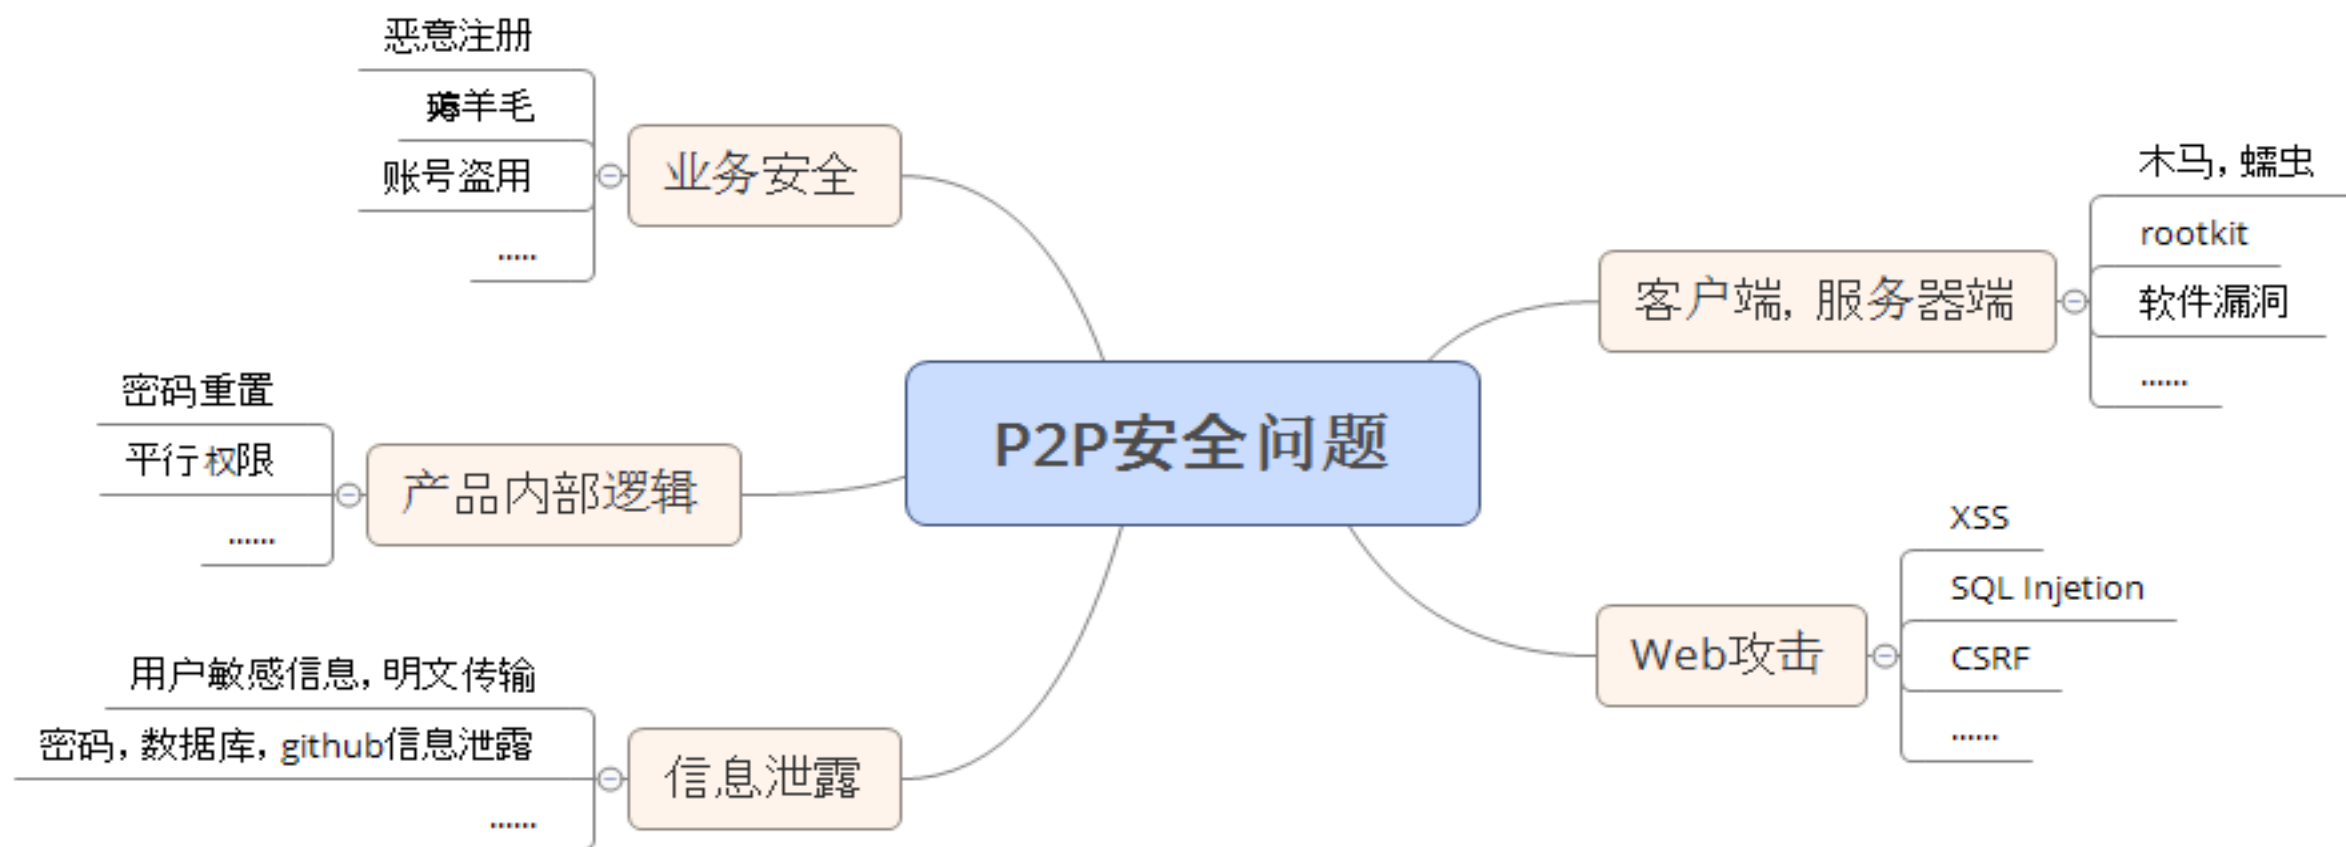 恶意注册
薅羊毛
账号盗用
.....
业务安全
密码重置
平行权限
......
产品内部逻辑
用户敏感信息，明文传输
密码，数据库，github信息泄露
......
信息泄露
P2P安全问题
客户端，服务器端
木马，蠕虫
rootkit
软件漏洞
......
Web攻击
XSS
SQL Injetion
CSRF
......